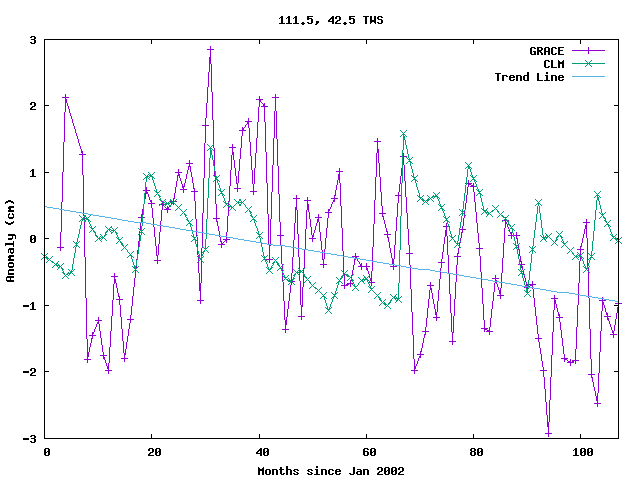 111.5, 42.5 TWS
GRACE
CLM
Trend Line
3
2
1
0
-1
-2
-3
Anomaly (cm)
0 20 40 60 80 100
Months since Jan 2002